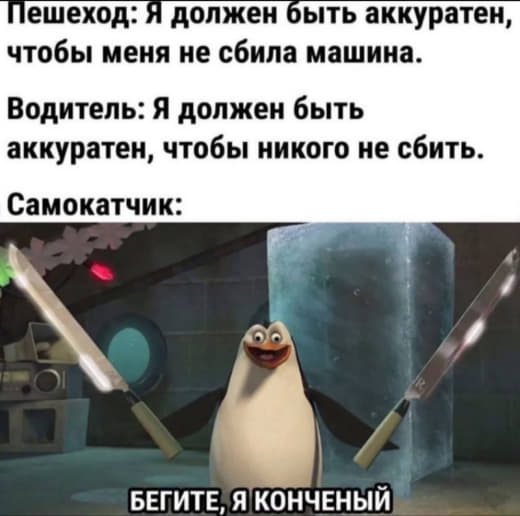 Пешеход: Я должен быть аккуратен,
чтобы меня не сбила машина.
Водитель: Я должен быть
аккуратен, чтобы никого не сбить.
Самокатчик:
БЕГИТЕ, Я КОНЧЕНЫЙ